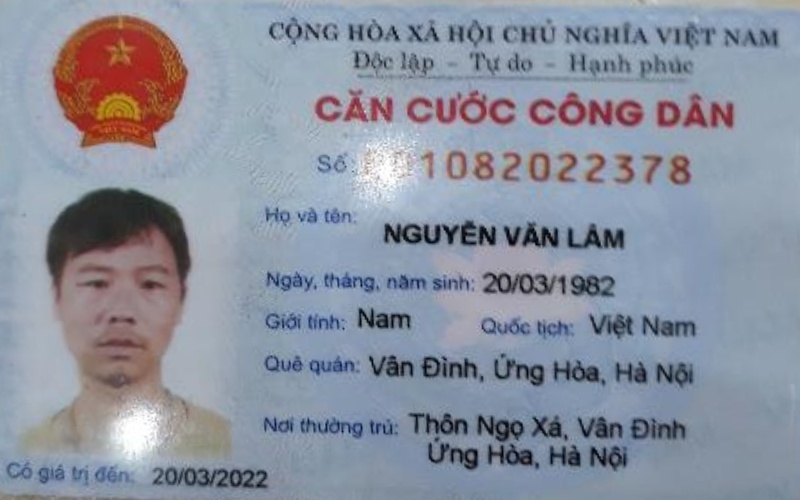 CỘNG HÒA XÃ HỘI CHỦ NGHĨA VIỆT NAM
Độc lập - Tự do - Hạnh phúc
CĂN CƯỚC CÔNG DÂN
Số: 1082022378
Họ và tên: NGUYỄN VĂN LÂM
Ngày, tháng, năm sinh: 20/03/1982
Giới tính: Nam Quốc tịch: Việt Nam
Quê quán: Vân Đình, Ứng Hòa, Hà Nội
Nơi thường trú: Thôn Ngọ Xá, Vân Đình
Ứng Hòa, Hà Nội
Có giá trị đến: 20/03/2022